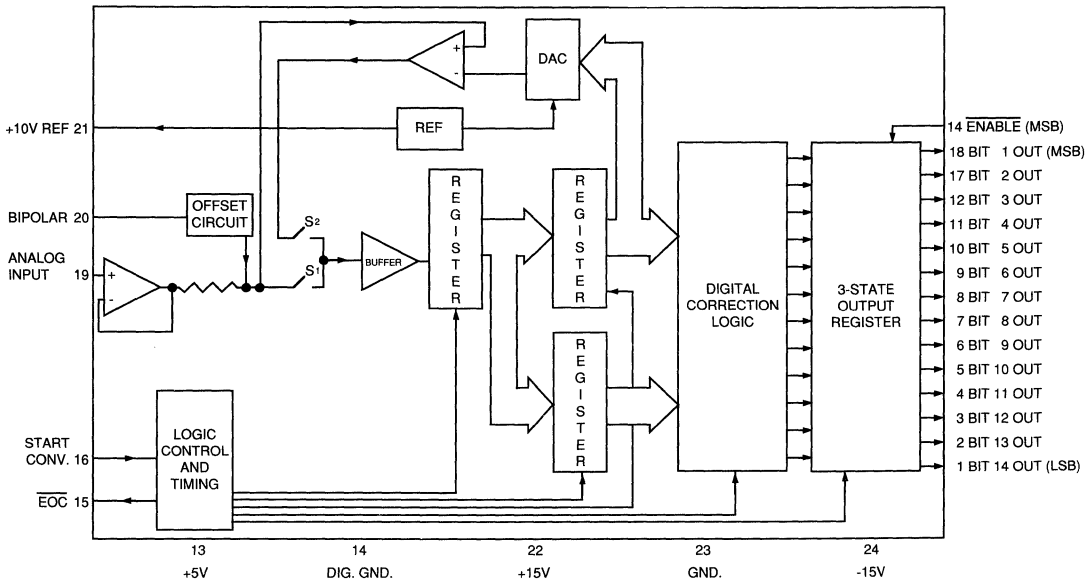 +
-
DAC
+10V REF 21
REF
14 ENABLE (MSB)
18 BIT 1 OUT (MSB)
17 BIT 2 OUT
12 BIT 3 OUT
11 BIT 4 OUT
10 BIT 5 OUT
9 BIT 6 OUT
8 BIT 7 OUT
7 BIT 8 OUT
6 BIT 9 OUT
5 BIT 10 OUT
4 BIT 11 OUT
3 BIT 12 OUT
2 BIT 13 OUT
1 BIT 14 OUT (LSB)
BIPOLAR 20
OFFSET
CIRCUIT
S2
S1
ANALOG
INPUT
19
+
-
BUFFER
REGISTER
REGISTER
REGISTER
DIGITAL
CORRECTION
LOGIC
3-STATE
OUTPUT
REGISTER
START
CONV. 16
EOC 15
LOGIC
CONTROL
AND
TIMING
13
+5V
14
DIG. GND.
22
+15V
23
GND.
24
-15V